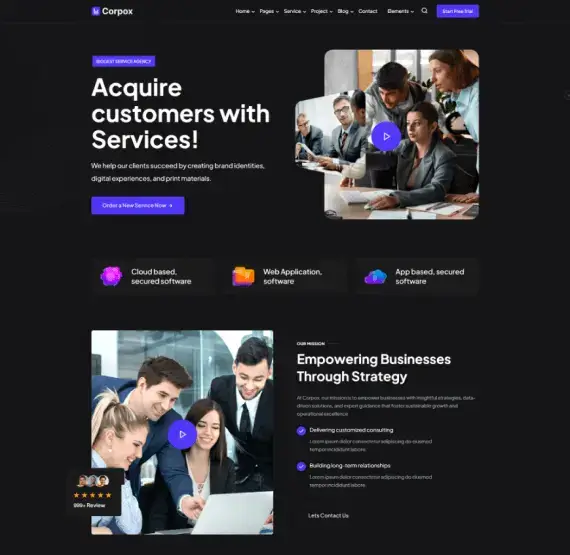 Corpox
Home Pages Service Project Blog Contact Elements Start Free Trial
BIGGEST SERVICE AGENCY
Acquire
customers with
Services!
We help our clients succeed by creating brand identities,
digital experiences, and print materials.
Order a New Service Now →
Cloud based,
secured software
Web Application,
software
App based, secured
software
OUR MISSION
Empowering Businesses
Through Strategy
At Corpox, our mission is to empower businesses with insightful strategies, data-
driven solutions, and expert guidance that foster sustainable growth and
operational excellence
Delivering customized consulting
Lorem ipsum dolor consectetur adipiscing do eiusmod
tempor incididunt labore.
Building long-term relationships
Lorem ipsum dolor consectetur adipiscing do eiusmod
tempor incididunt labore.
999+ Review
Lets Contact Us